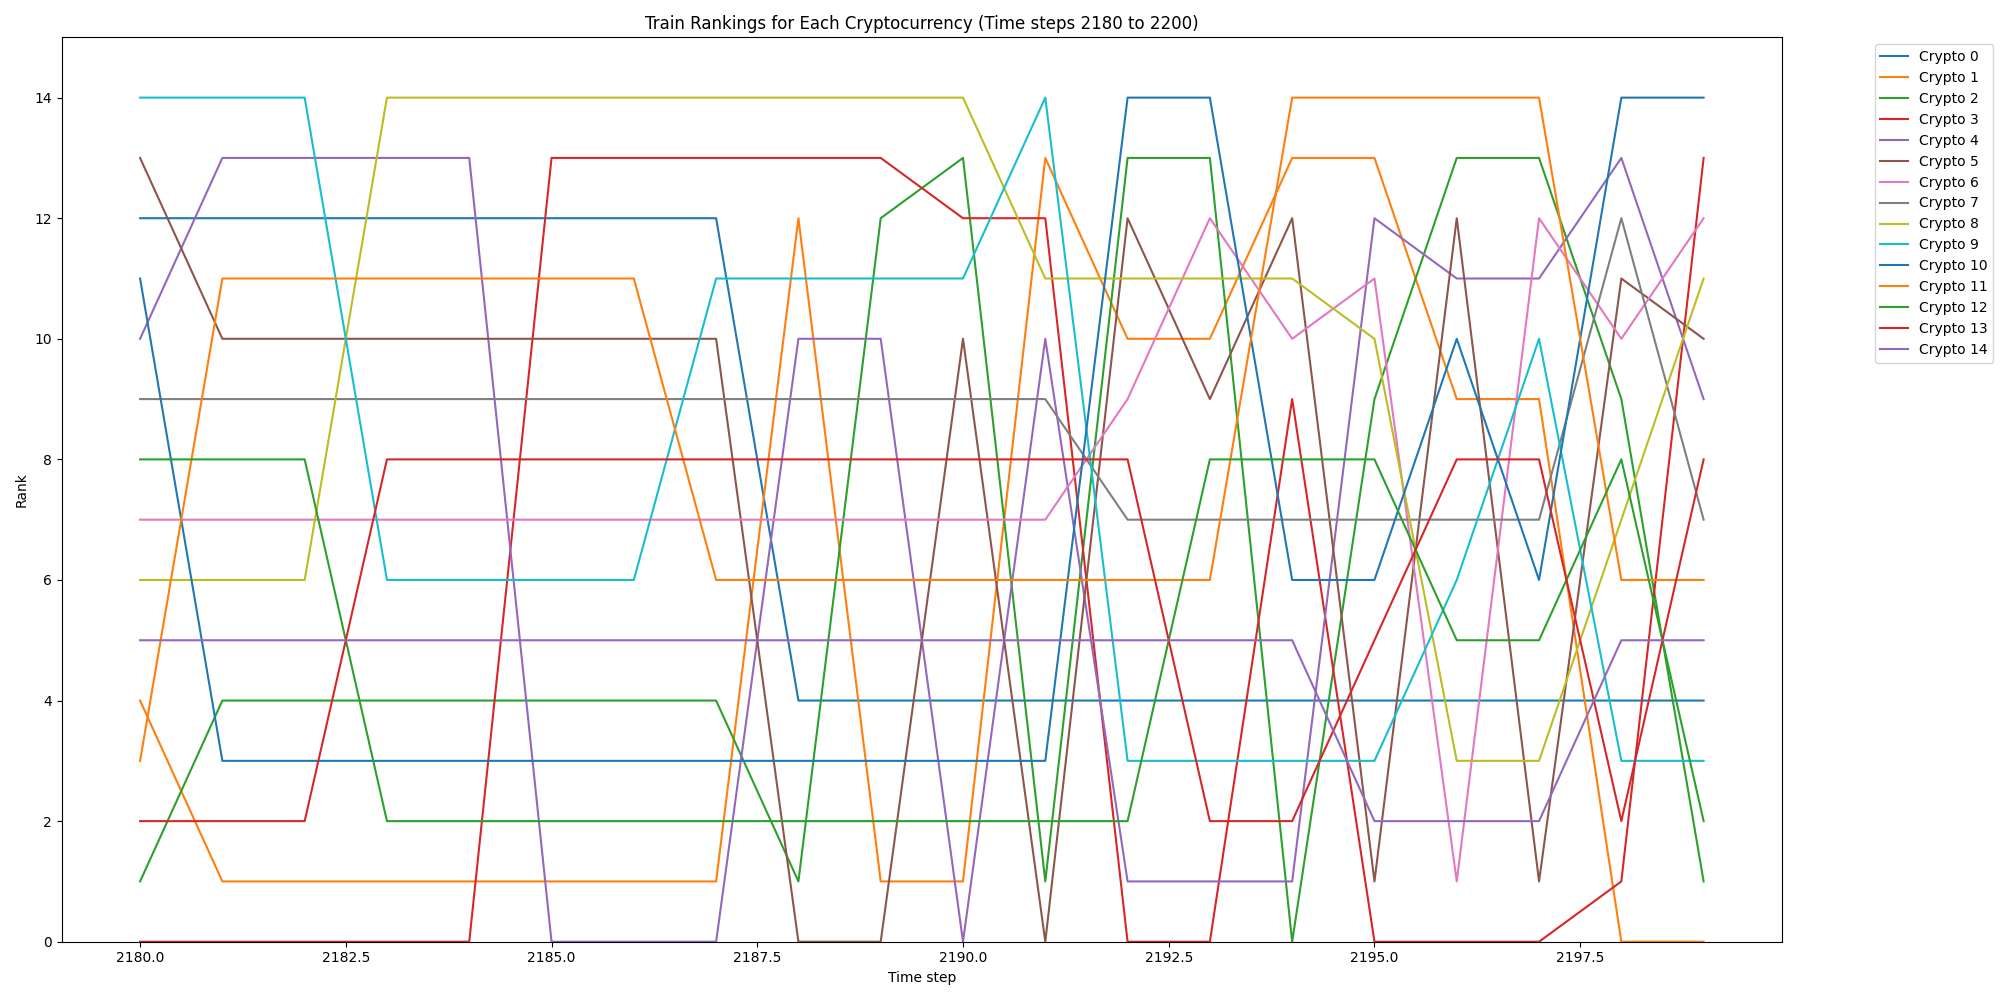 Train Rankings for Each Cryptocurrency (Time steps 2180 to 2200)
14
12
10
8
6
4
2
0
Rank
2180.0
2182.5
2185.0
2187.5
2190.0
2192.5
2195.0
2197.5
Time step
Crypto 0
Crypto 1
Crypto 2
Crypto 3
Crypto 4
Crypto 5
Crypto 6
Crypto 7
Crypto 8
Crypto 9
Crypto 10
Crypto 11
Crypto 12
Crypto 13
Crypto 14